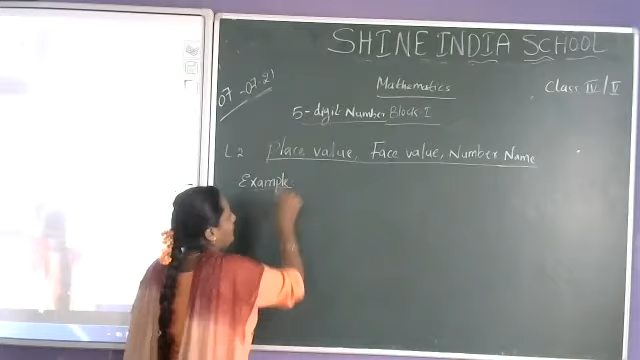 SHINE INDIA SCHOOL
07-07-21
Mathematics
Class IV/V
5-digit Number Block-I
L 2 Place value, Face value, Number Name
Example